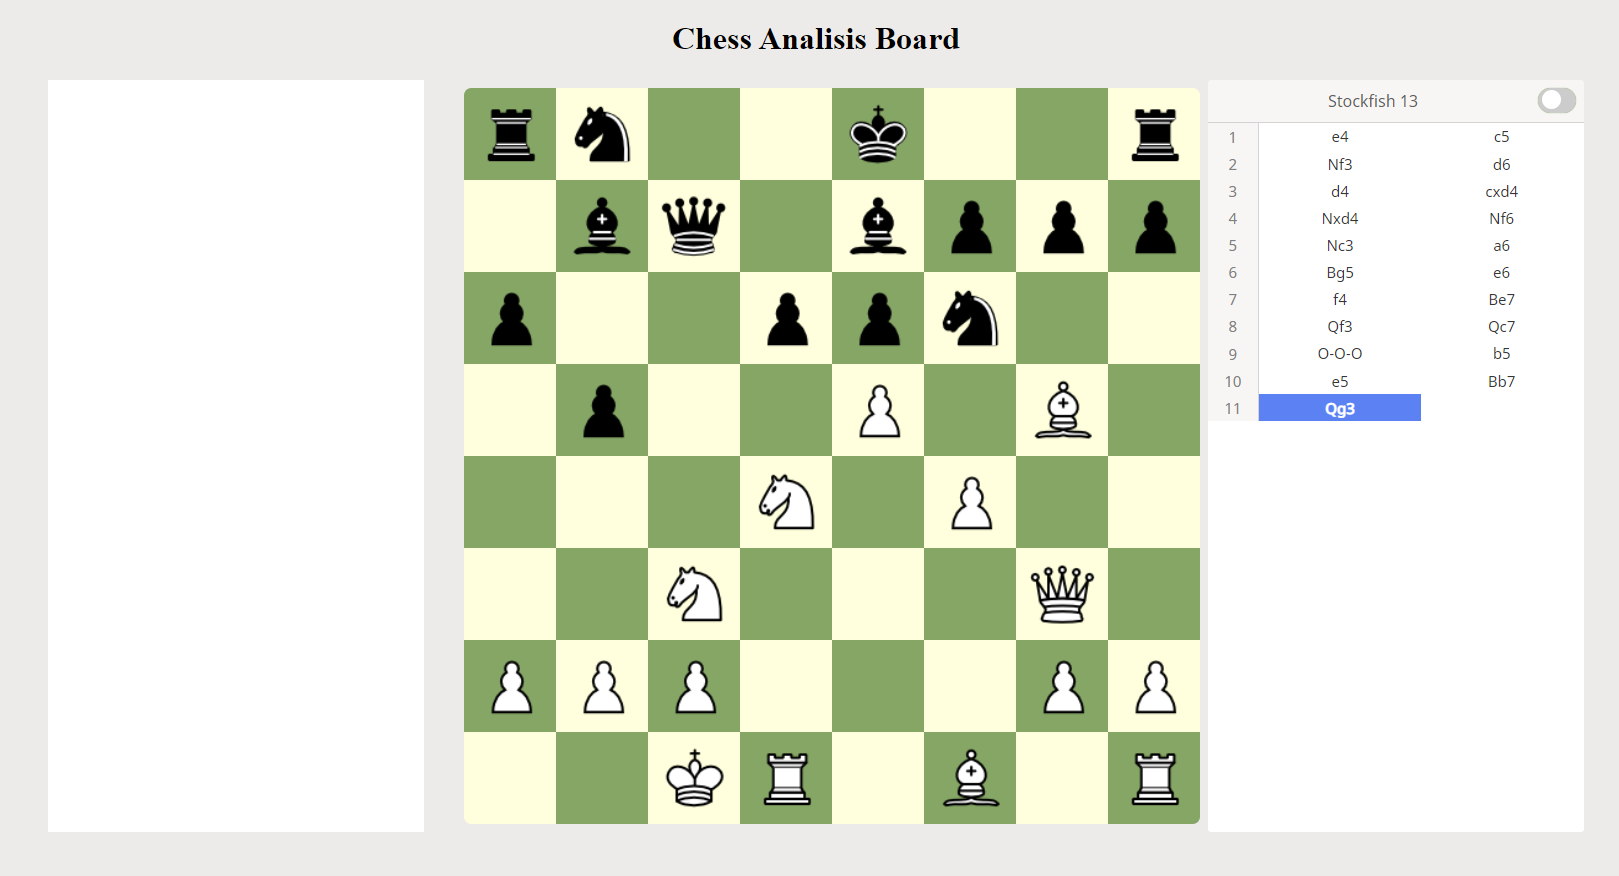 Chess Analisis Board
Stockfish 13
1 e4 c5
2 Nf3 d6
3 d4 cxd4
4 Nxd4 Nf6
5 Nc3 a6
6 Bg5 e6
7 f4 Be7
8 Qf3 Qc7
9 O-O-O b5
10 e5 Bb7
11 Qg3